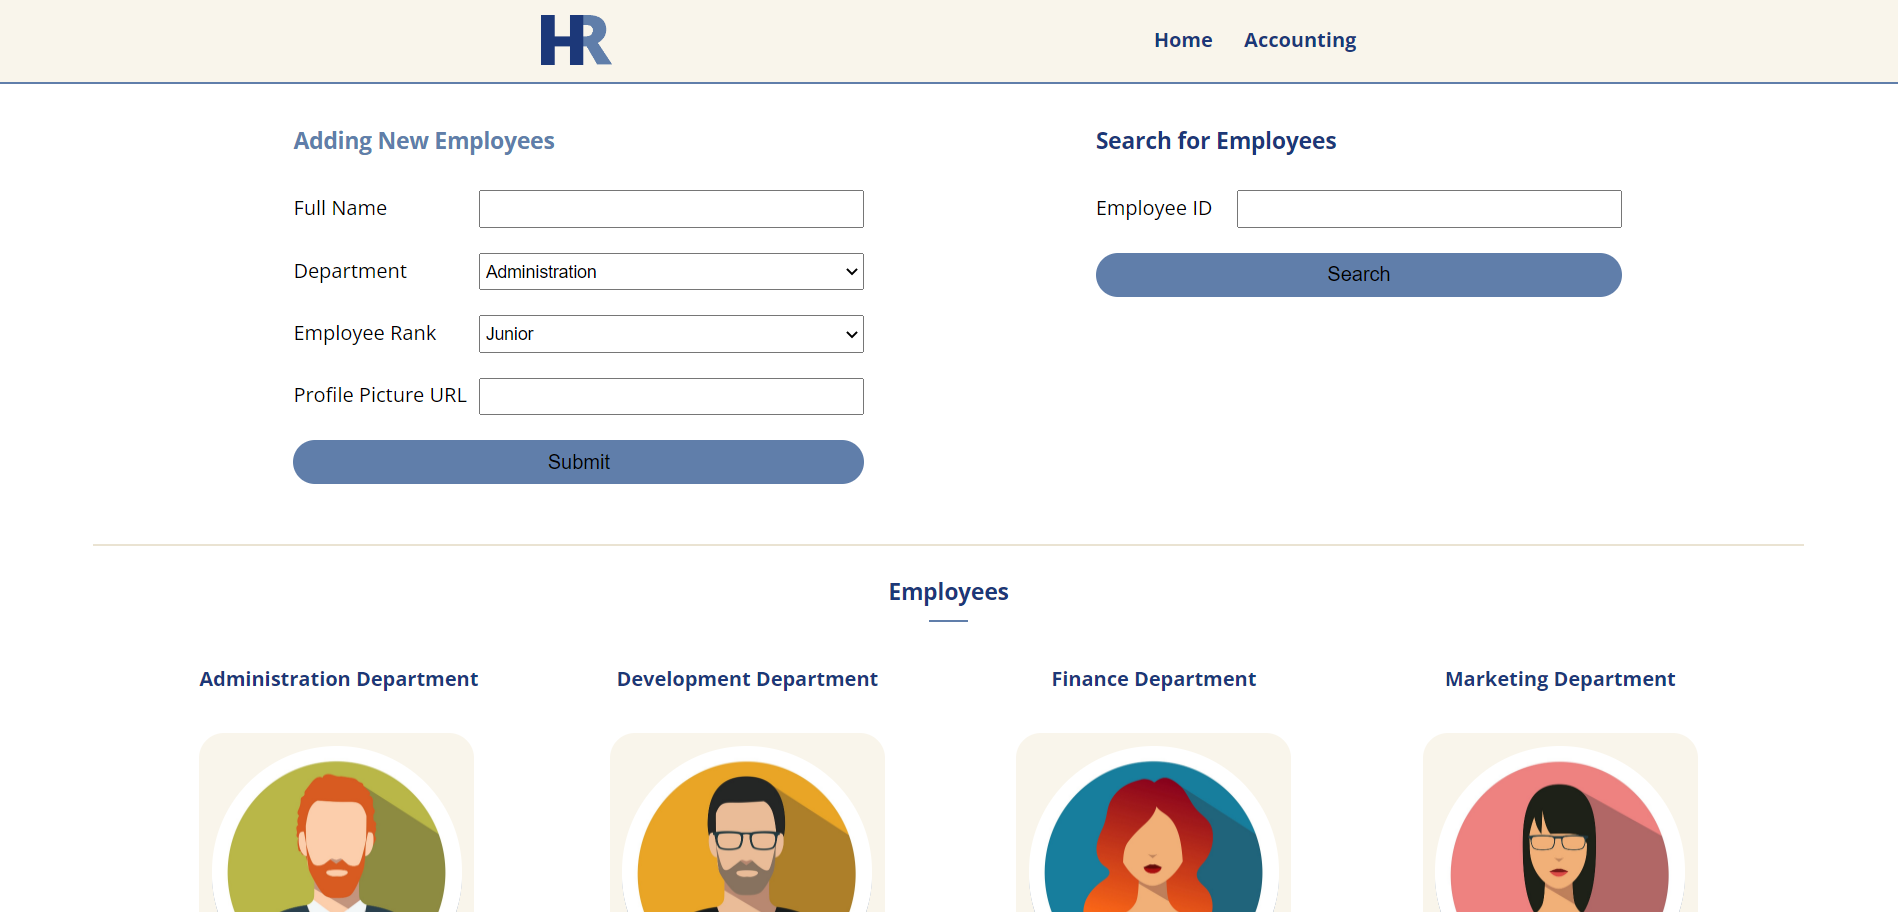 HR
Home Accounting
Adding New Employees
Full Name
Department Administration
Employee Rank Junior
Profile Picture URL
Submit
Search for Employees
Employee ID
Search
Employees
Administration Department
Development Department
Finance Department
Marketing Department